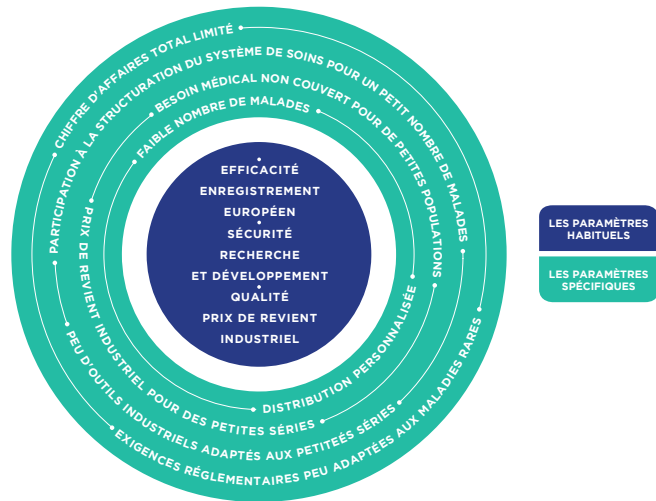 CHIFFRE D'AFFAIRES TOTAL LIMITÉ
PARTICIPATION À LA STRUCTURATION DU SYSTÈME DE SOINS POUR UN PETIT NOMBRE DE MALADES
BESOIN MÉDICAL NON COUVERT POUR DE PETITES POPULATIONS
FAIBLE NOMBRE DE MALADES
EFFICACITÉ
ENREGISTREMENT
EUROPÉEN
SÉCURITÉ
RECHERCHE
ET DÉVELOPPEMENT
QUALITÉ
PRIX DE REVIENT
INDUSTRIEL
DISTRIBUTION PERSONNALISÉE
PRIX DE REVIENT INDUSTRIEL POUR DES PETITES SÉRIES
PEU D'OUTILS INDUSTRIELS ADAPTÉS AUX PETITEÉS SÉRIES
EXIGENCES RÉGLEMENTAIRES PEU ADAPTÉES AUX MALADIES RARES
LES PARAMÈTRES
HABITUELS
LES PARAMÈTRES
SPÉCIFIQUES